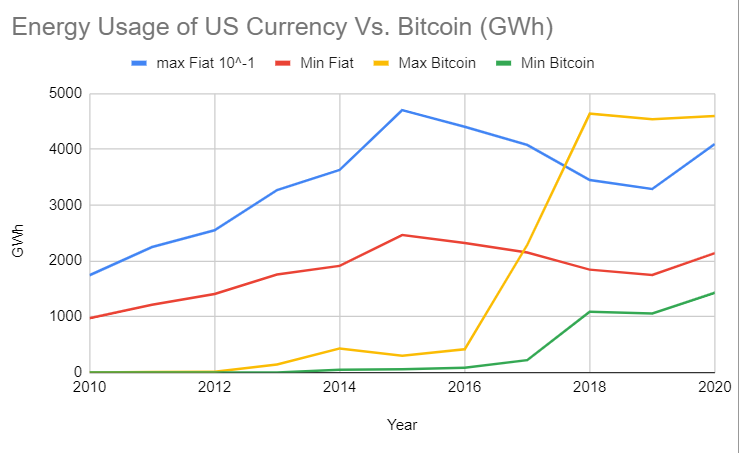 Energy Usage of US Currency Vs. Bitcoin (GWh)
max Fiat 10^-1 Min Fiat Max Bitcoin Min Bitcoin
5000
4000
3000
2000
1000
0
GWh
2010 2012 2014 2016 2018 2020
Year